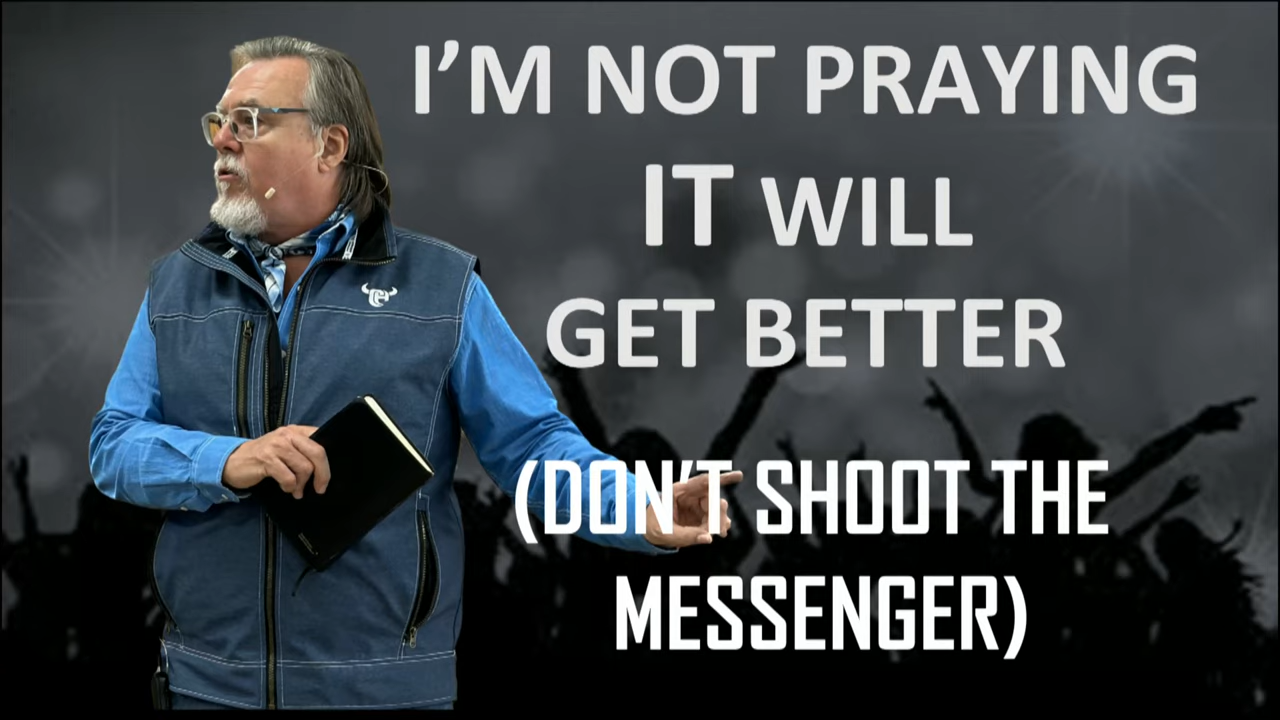 I’M NOT PRAYING
IT WILL
GET BETTER
(DON'T SHOOT THE
MESSENGER)